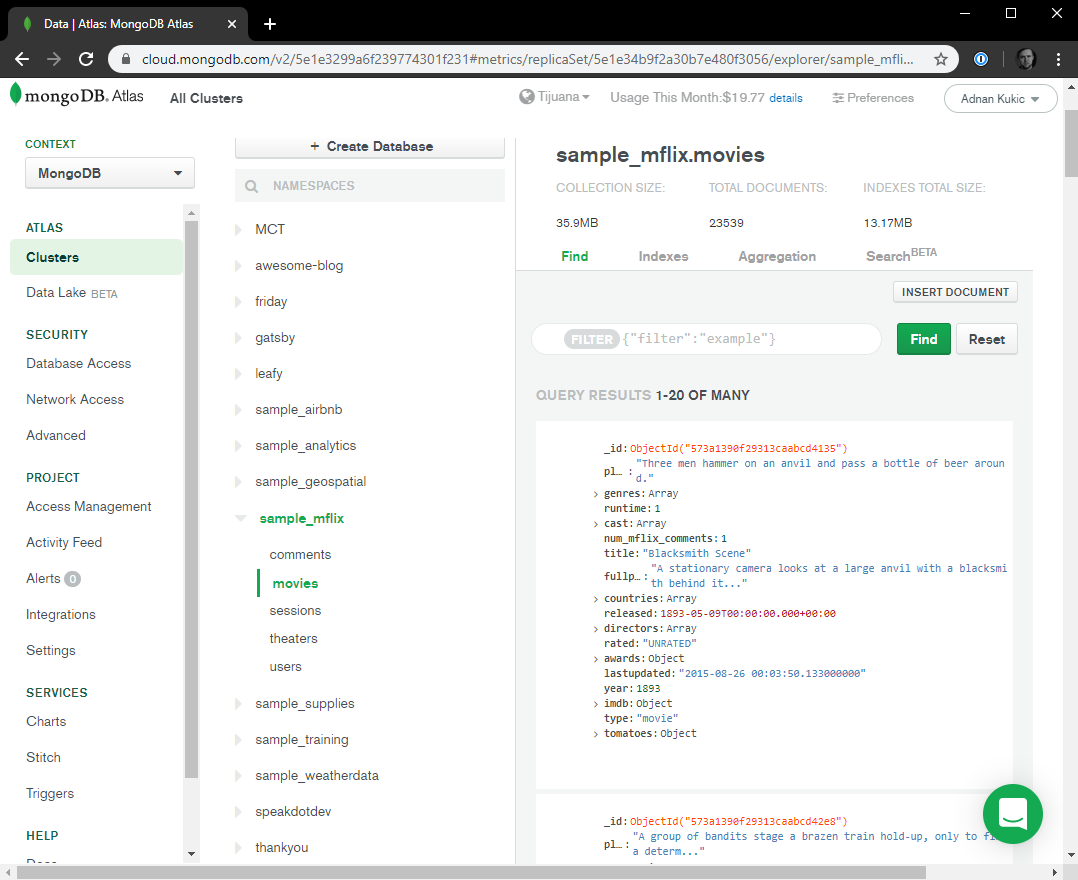 Data | Atlas: MongoDB Atlas
cloud.mongodb.com/v2/5e1e3299a6f239774301f231#metrics/replicaSet/5e1e34b9f2a30b7e480f3056/explorer/sample_mfli...
mongoDB. Atlas
All Clusters
Tijuana
Usage This Month:$19.77 details
Preferences
Adnan Kukic
CONTEXT
MongoDB
ATLAS
Clusters
Data Lake BETA
SECURITY
Database Access
Network Access
Advanced
PROJECT
Access Management
Activity Feed
Alerts 0
Integrations
Settings
SERVICES
Charts
Stitch
Triggers
HELP
Docs
+ Create Database
NAMESPACES
MCT
awesome-blog
friday
gatsby
leafy
sample_airbnb
sample_analytics
sample_geospatial
sample_mflix
comments
movies
sessions
theaters
users
sample_supplies
sample_training
sample_weatherdata
speakdotdev
thankyou
sample_mflix.movies
COLLECTION SIZE: TOTAL DOCUMENTS: INDEXES TOTAL SIZE:
35.9MB 23539 13.17MB
Find Indexes Aggregation Search BETA
INSERT DOCUMENT
FILTER {"filter":"example"}
Find
Reset
QUERY RESULTS 1-20 OF MANY
_id: ObjectId("573a1390f29313caabcd4135")
pl… : "Three men hammer on an anvil and pass a bottle of beer aroun
d."
genres: Array
runtime: 1
cast: Array
num_mflix_comments: 1
title: "Blacksmith Scene"
fullp… : "A stationary camera looks at a large anvil with a blacksmi
th behind it..."
countries: Array
released: 1893-05-09T00:00:00.000+00:00
directors: Array
rated: "UNRATED"
awards: Object
lastupdated: "2015-08-26 00:03:50.133000000"
year: 1893
imdb: Object
type: "movie"
tomatoes: Object
_id: ObjectId("573a1390f29313caabcd42e8")
pl… : "A group of bandits stage a brazen train hold-up, only to
a determ..."